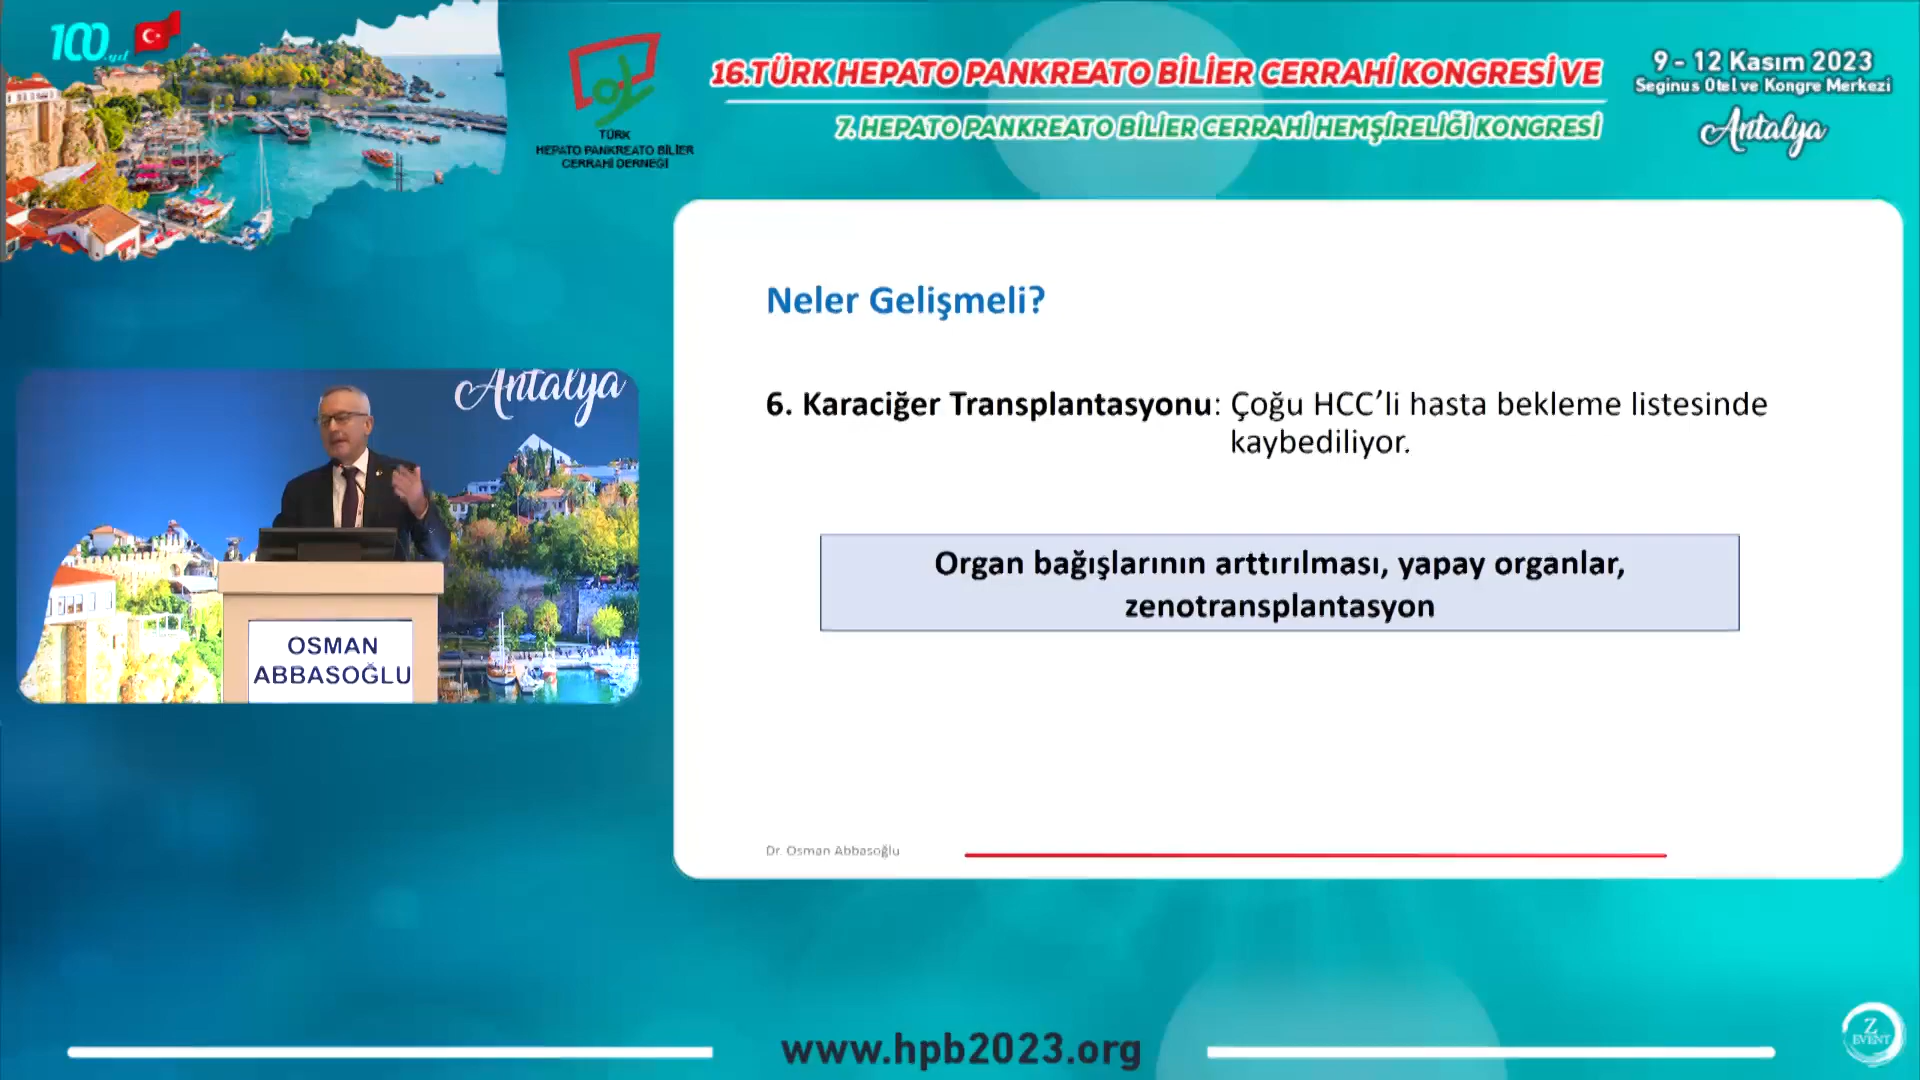 100.yıl
TÜRK
HEPATO PANKREATO BİLİER
CERRAHİ DERNEĞİ
16.TÜRK HEPATO PANKREATO BİLİER CERRAHİ KONGRESİ VE
7. HEPATO PANKREATO BİLİER CERRAHİ HEMŞİRELİĞİ KONGRESİ
9 - 12 Kasım 2023
Seginus Otel ve Kongre Merkezi
Antalya
Antalya
OSMAN
ABBASOĞLU
Neler Gelişmeli?
6. Karaciğer Transplantasyonu: Çoğu HCC’li hasta bekleme listesinde
kaybediliyor.
Organ bağışlarının arttırılması, yapay organlar,
zenotransplantasyon
Dr. Osman Abbasoğlu
www.hpb2023.org
Z
EVENT